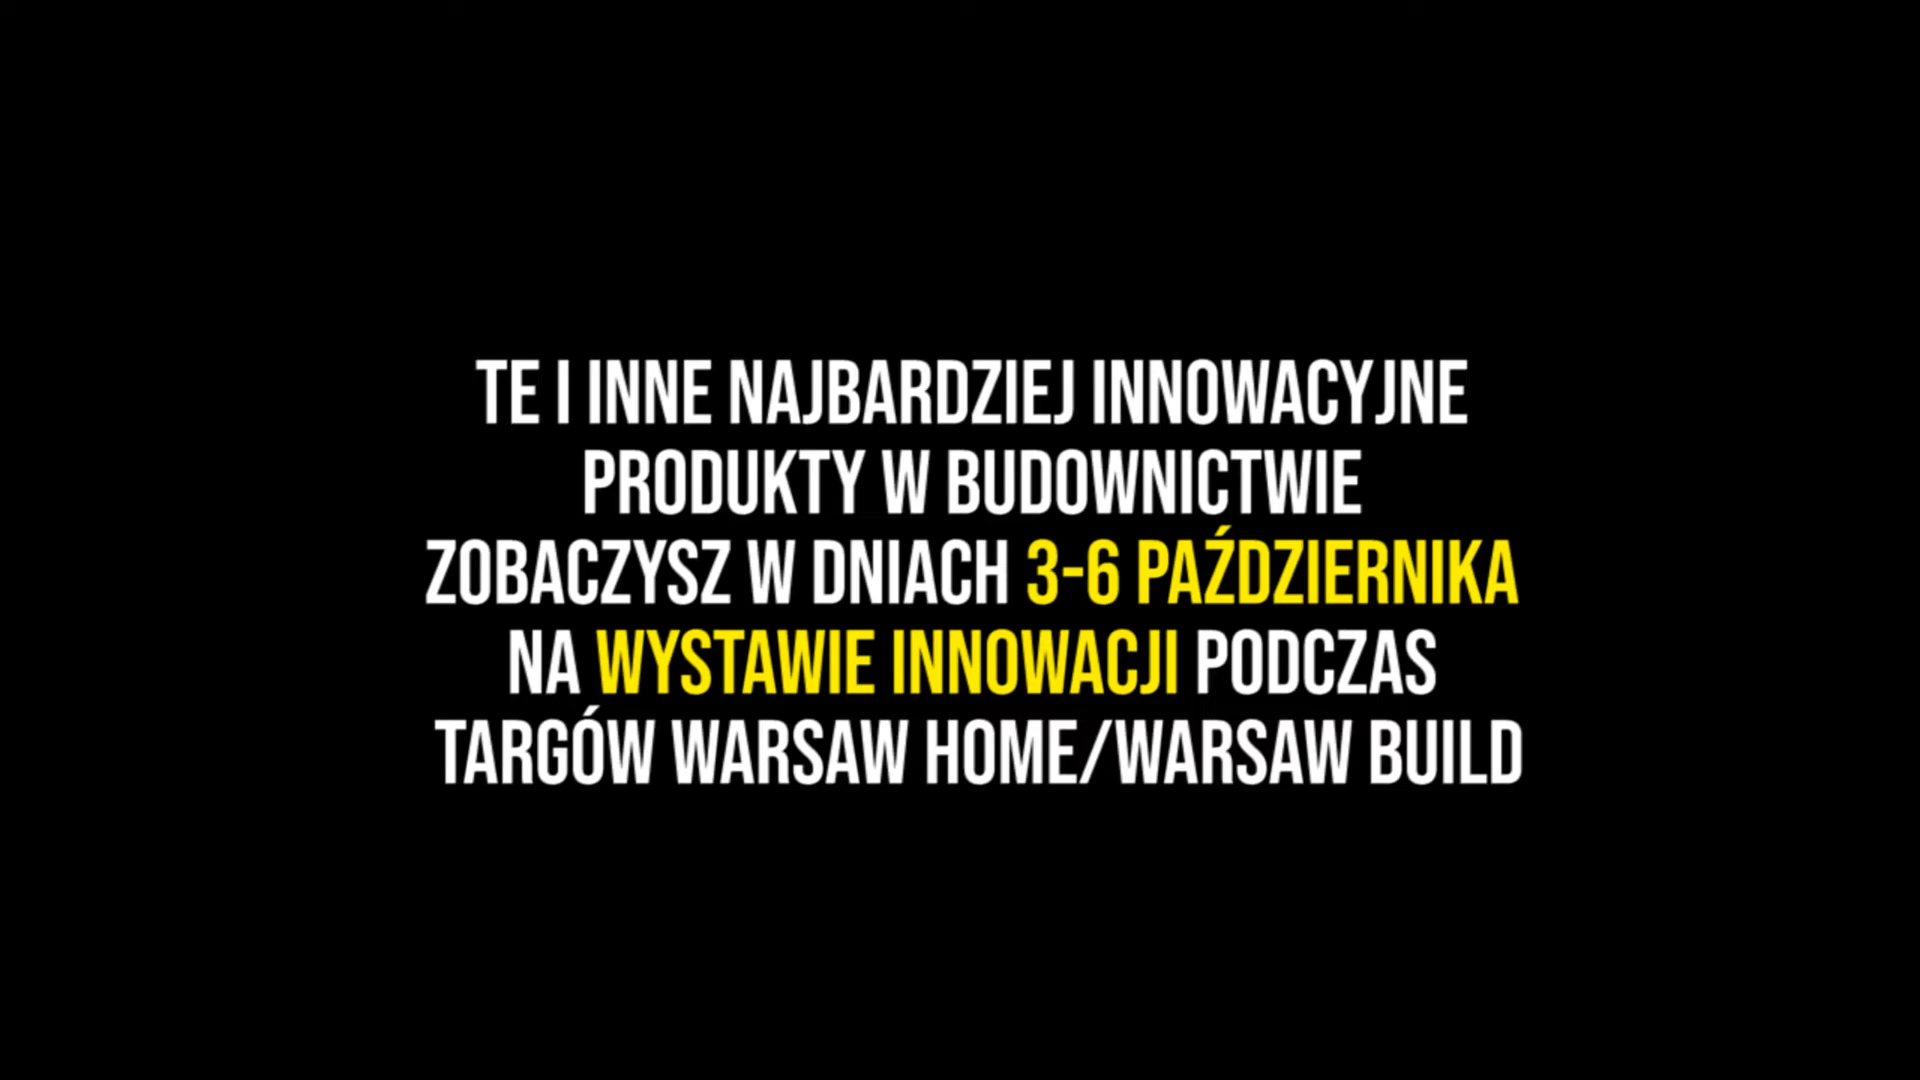 TE I INNE NAJBARDZIEJ INNOWACYJNE
PRODUKTY W BUDOWNICTWIE
ZOBACZYSZ W DNIACH 3-6 PAŹDZIERNIKA
NA WYSTAWIE INNOWACJI PODCZAS
TARGÓW WARSAW HOME/WARSAW BUILD